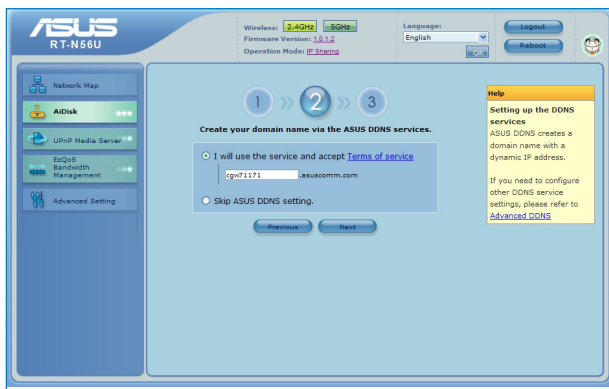 ASUS
RT-N56U
Wireless: 2.4GHz 5GHz
Firmware Version: 1.0.1.2
Operation Mode: IP Sharing
Language:
English
Logout
Reboot
Network Map
AiDisk
UPnP Media Server
EzQoS
Bandwidth
Management
Advanced Setting
1 » 2 » 3
Create your domain name via the ASUS DDNS services.
I will use the service and accept Terms of service
cgw71171 .asuscomm.com
Skip ASUS DDNS setting.
Previous Next
Help
Setting up the DDNS
services
ASUS DDNS creates a
domain name with a
dynamic IP address.
If you need to configure
other DDNS service
settings, please refer to
Advanced DDNS